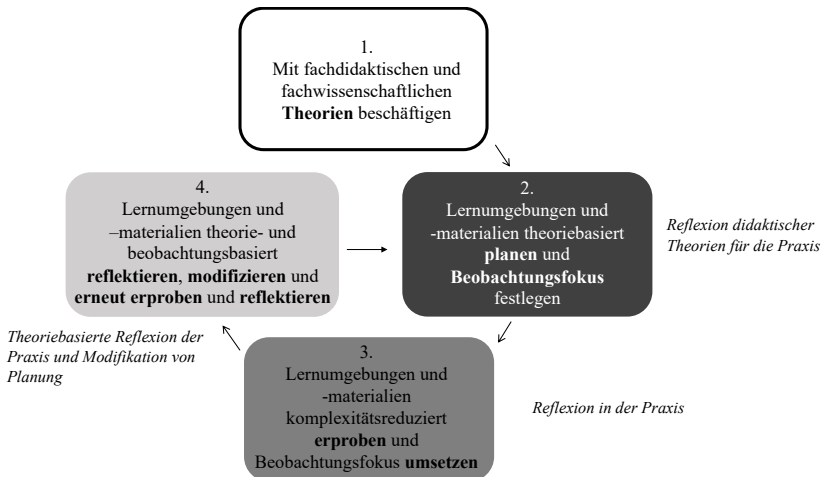 1.
Mit fachdidaktischen und
fachwissenschaftlichen
Theorien beschäftigen
4.
Lernumgebungen und
–materialien theorie- und
beobachtungsbasiert
reflektieren, modifizieren und
erneut erproben und reflektieren
2.
Lernumgebungen und
-materialien theoriebasiert
planen und
Beobachtungsfokus
festlegen
Reflexion didaktischer
Theorien für die Praxis
Theoriebasierte Reflexion der
Praxis und Modifikation von
Planung
3.
Lernumgebungen und
-materialien
komplexitätsreduziert
erproben und
Beobachtungsfokus umsetzen
Reflexion in der Praxis